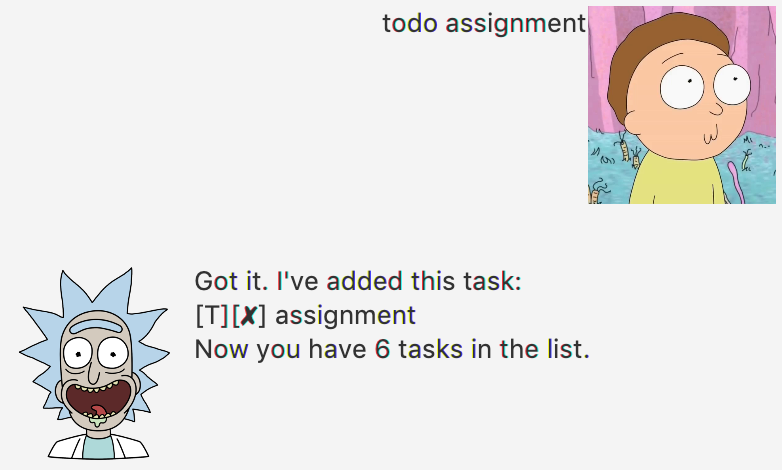 todo assignment
Got it. I've added this task:
[T][✘] assignment
Now you have 6 tasks in the list.